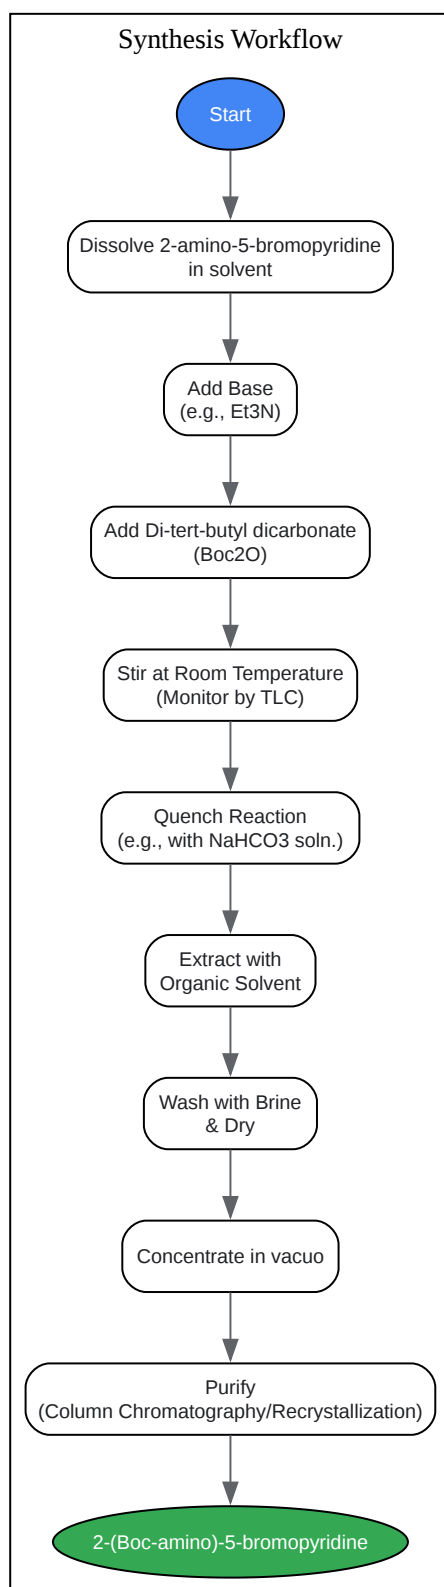 Synthesis Workflow
Start
Dissolve 2-amino-5-bromopyridine
in solvent
Add Base
(e.g., Et3N)
Add Di-tert-butyl dicarbonate
(Boc2O)
Stir at Room Temperature
(Monitor by TLC)
Quench Reaction
(e.g., with NaHCO3 soln.)
Extract with
Organic Solvent
Wash with Brine
& Dry
Concentrate in vacuo
Purify
(Column Chromatography/Recrystallization)
2-(Boc-amino)-5-bromopyridine